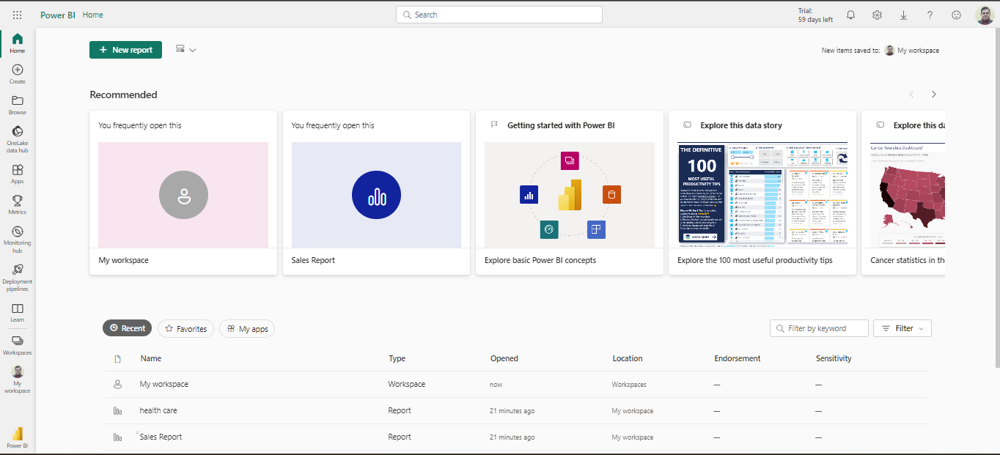 Power BI Home
Search
Trial:
59 days left
Home
Create
Browse
OneLake
data hub
Apps
Metrics
Monitoring
hub
Deployment
pipelines
Learn
Workspaces
My
workspace
Power BI
+ New report
New items saved to: My workspace
Recommended
You frequently open this
My workspace
You frequently open this
Sales Report
Getting started with Power BI
Explore basic Power BI concepts
Explore this data story
THE DEFINITIVE
100
MOST USEFUL
PRODUCTIVITY TIPS
LEARN MORE
Explore the 100 most useful productivity tips
Explore this da
Cancer Analytics Dashboard
Cancer statistics in the
Recent Favorites My apps
Filter by keyword Filter
Name Type Opened Location Endorsement Sensitivity
My workspace Workspace now Workspaces — —
health care Report 21 minutes ago My workspace — —
Sales Report Report 21 minutes ago My workspace — —